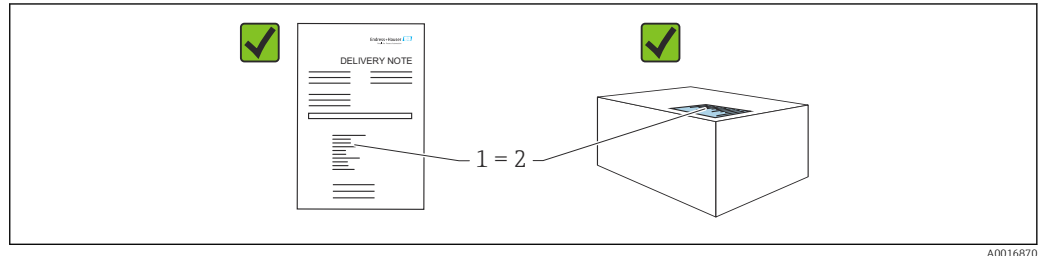 Endress+Hauser
DELIVERY NOTE
1 = 2
A0016870